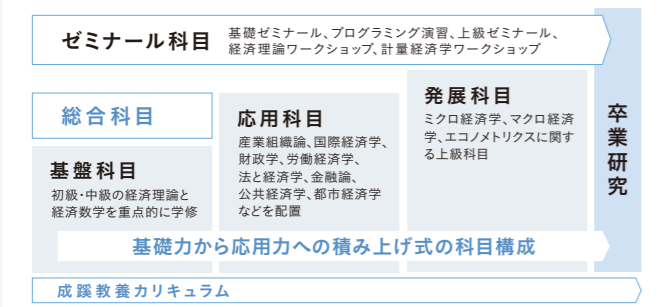 ゼミナール科目
基礎ゼミナール、プログラミング演習、上級ゼミナール、
経済理論ワークショップ、計量経済学ワークショップ
総合科目
基盤科目
初級・中級の経済理論と
経済数学を重点的に学修
応用科目
産業組織論、国際経済学、
財政学、労働経済学、
法と経済学、金融論、
公共経済学、都市経済学
などを配置
発展科目
ミクロ経済学、マクロ経済
学、エコノメトリクスに関す
る上級科目
卒業研究
基礎力から応用力への積み上げ式の科目構成
成蹊教養カリキュラム